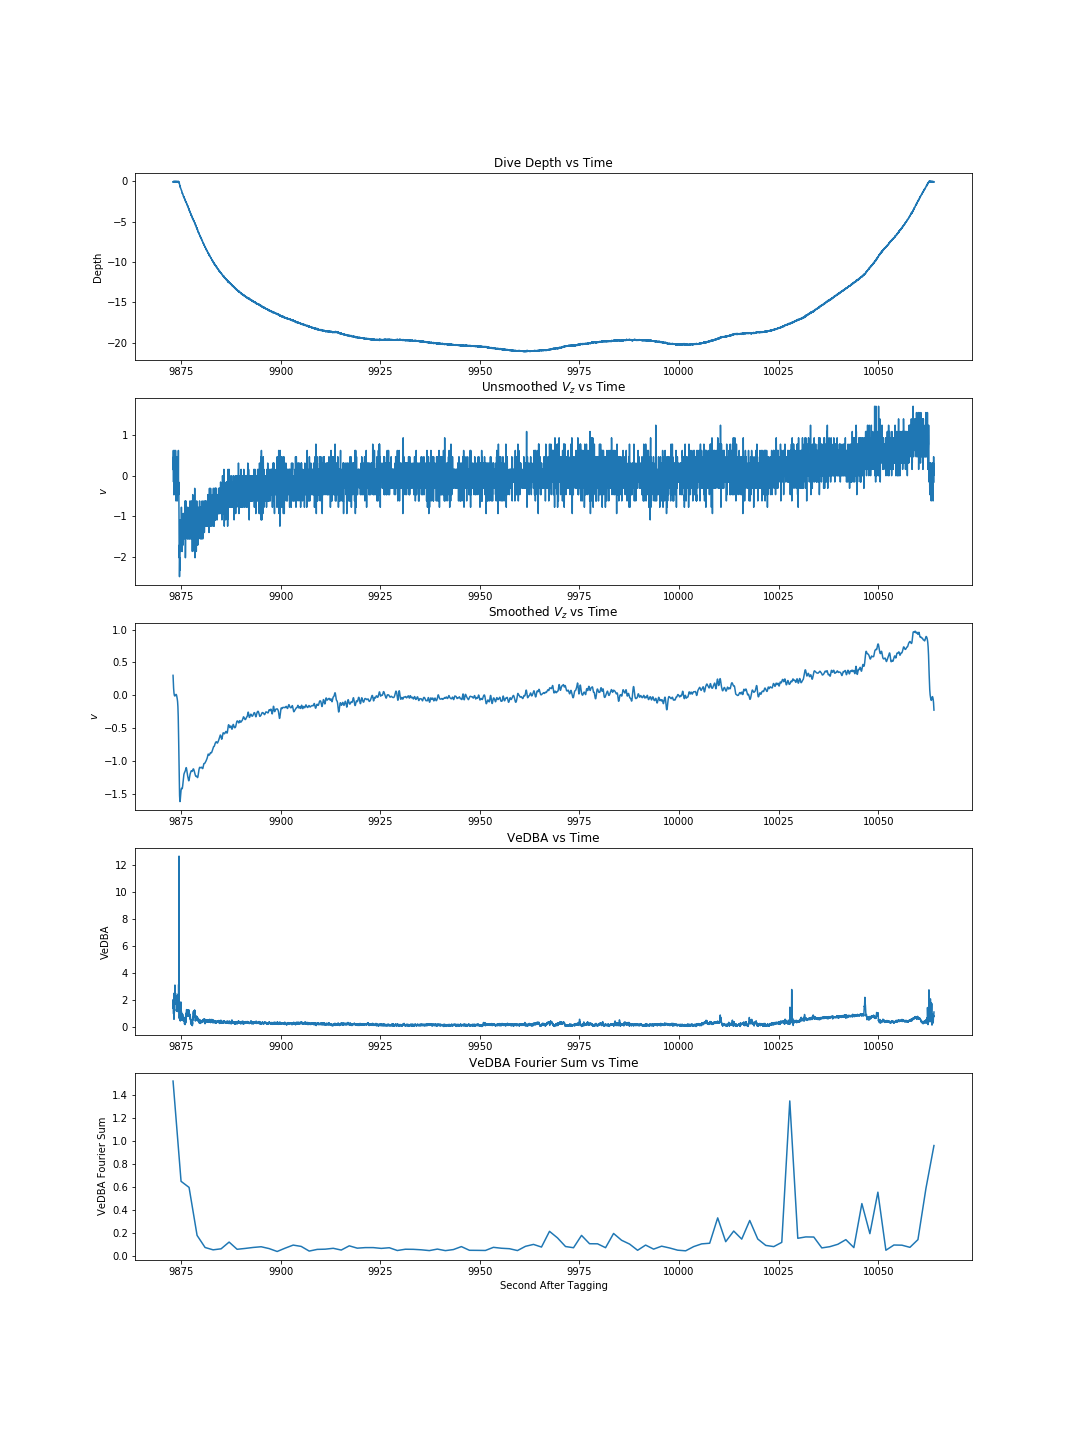 Dive Depth vs Time
0
−5
−10
−15
−20
Depth
9875 9900 9925 9950 9975 10000 10025 10050
Unsmoothed Vz vs Time
1
0
−1
−2
v
9875 9900 9925 9950 9975 10000 10025 10050
Smoothed Vz vs Time
1.0
0.5
0.0
−0.5
−1.0
−1.5
v
9875 9900 9925 9950 9975 10000 10025 10050
VeDBA vs Time
12
10
8
6
4
2
0
VeDBA
9875 9900 9925 9950 9975 10000 10025 10050
VeDBA Fourier Sum vs Time
1.4
1.2
1.0
0.8
0.6
0.4
0.2
0.0
VeDBA Fourier Sum
9875 9900 9925 9950 9975 10000 10025 10050
Second After Tagging